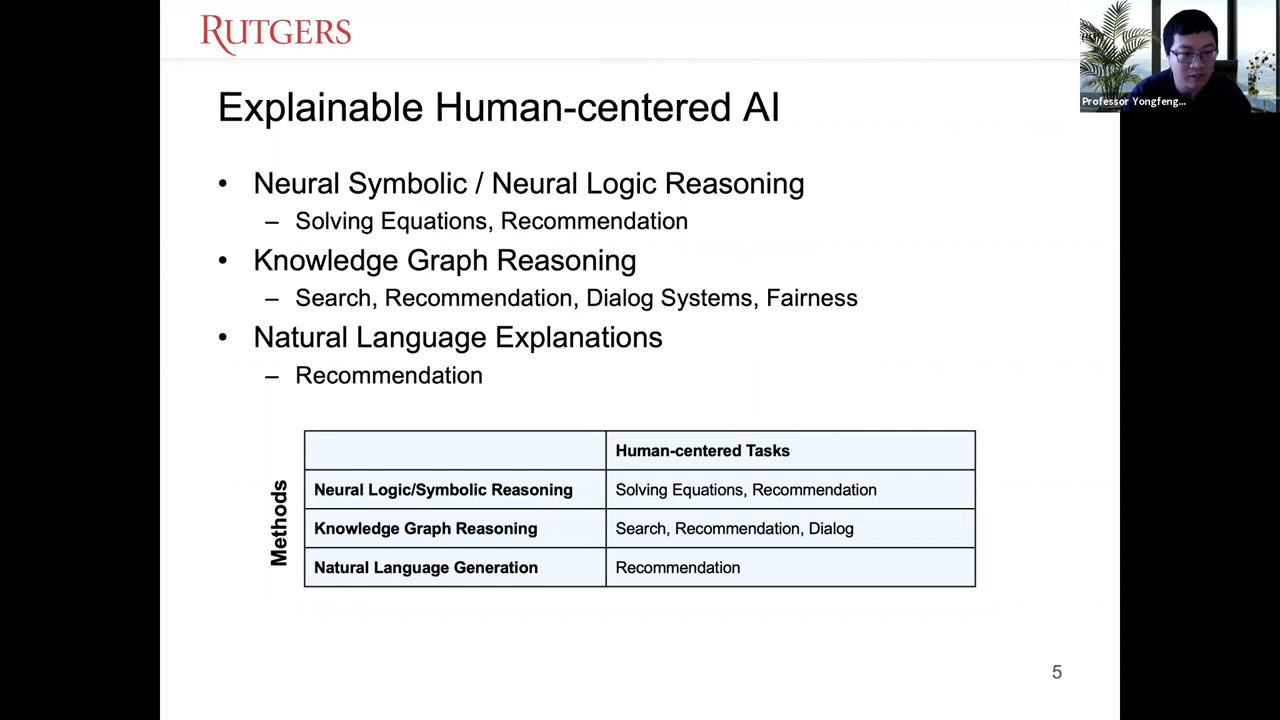 RUTGERS
Professor Yongfeng...
Explainable Human-centered AI
• Neural Symbolic / Neural Logic Reasoning
– Solving Equations, Recommendation
• Knowledge Graph Reasoning
– Search, Recommendation, Dialog Systems, Fairness
• Natural Language Explanations
– Recommendation
Methods
Human-centered Tasks
Neural Logic/Symbolic Reasoning Solving Equations, Recommendation
Knowledge Graph Reasoning Search, Recommendation, Dialog
Natural Language Generation Recommendation
5